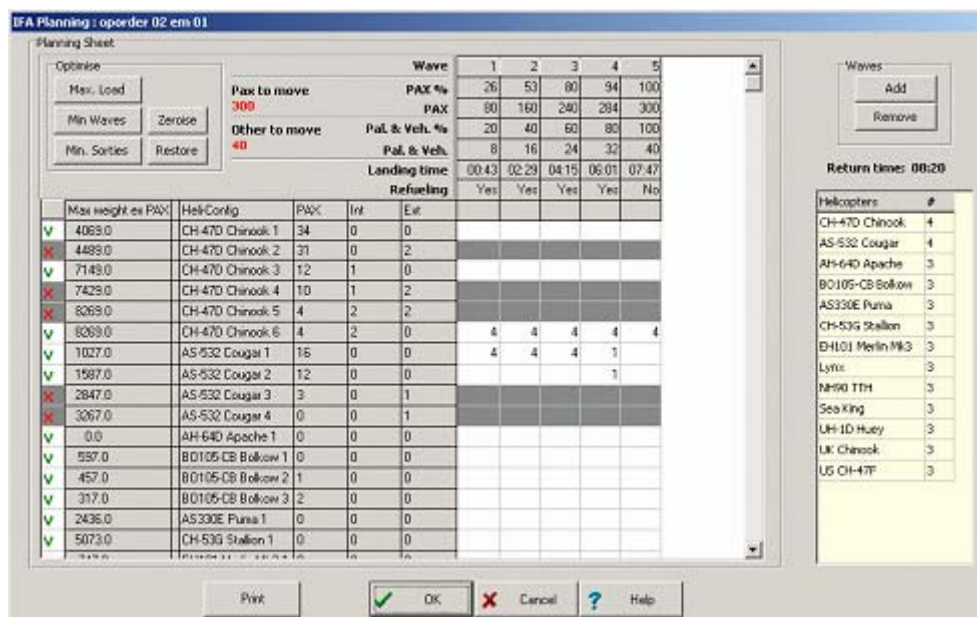 IFA Planning : oporder 02 em 01
Planning Sheet
Optimise
Max. Load
Min Waves Zeroise
Min. Sorties Restore
Pax to move
300
Other to move
40
Wave 1 2 3 4 5
PAX % 26 53 80 94 100
PAX 80 160 240 284 300
Pal. & Veh. % 20 40 60 80 100
Pal. & Veh. 8 16 24 32 40
Landing time 00:43 02:29 04:15 06:01 07:47
Refueling Yes Yes Yes Yes No
Max weight ex PAX Heli-Config PAX Int Ext
4069.0 CH-47D Chinook 1 34 0 0
4489.0 CH-47D Chinook 2 31 0 2
7149.0 CH-47D Chinook 3 12 1 0
7429.0 CH-47D Chinook 4 10 1 2
8269.0 CH-47D Chinook 5 4 2 2
8269.0 CH-47D Chinook 6 4 2 0 4 4 4 4 4
1027.0 AS-532 Cougar 1 16 0 0 4 4 4 1
1587.0 AS-532 Cougar 2 12 0 0 1
2847.0 AS-532 Cougar 3 3 0 1
3267.0 AS-532 Cougar 4 0 0 1
0.0 AH-64D Apache 1 0 0 0
597.0 BO105-CB Bolkow 1 0 0 0
457.0 BO105-CB Bolkow 2 1 0 0
317.0 BO105-CB Bolkow 3 2 0 0
2436.0 AS330E Puma 1 0 0 0
5073.0 CH-53G Stallion 1 0 0 0
Waves
Add
Remove
Return time: 00:20
Helicopters #
CH-47D Chinook 4
AS-532 Cougar 4
AH-64D Apache 3
BO105-CB Bolkow 3
AS330E Puma 3
CH-53G Stallion 3
EH101 Merlin Mk3 3
Lynx 3
NH90 TTH 3
Sea King 3
UH-1D Huey 3
UK Chinook 3
US CH-47F 3
Print OK Cancel Help